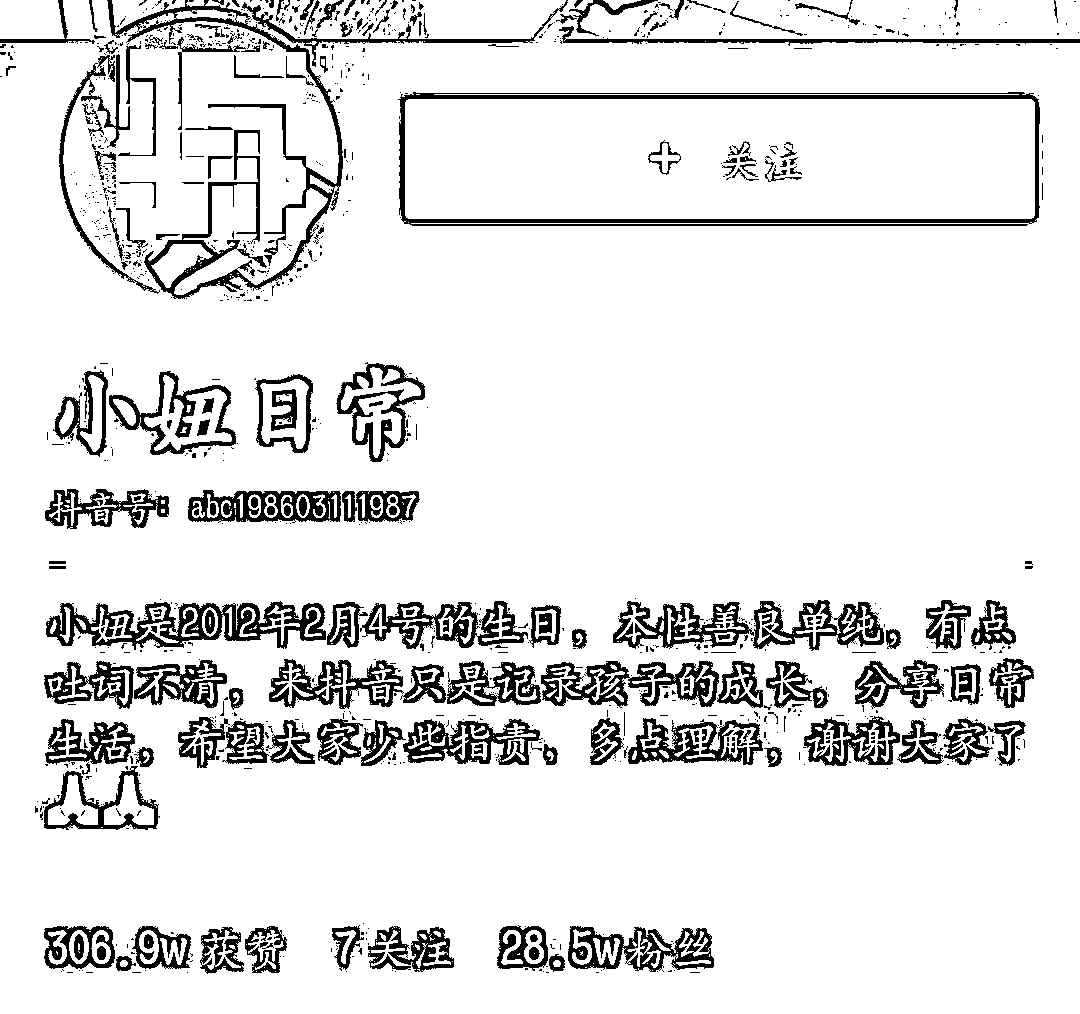 + 关注
小妞日常
抖音号：abc198603111987
小妞是2012年2月4号的生日，本性善良单纯，有点
吐词不清，来抖音只是记录孩子的成长，分享日常
生活，希望大家少些指责，多点理解，谢谢大家了
306.9w 获赞 7 关注 28.5w 粉丝